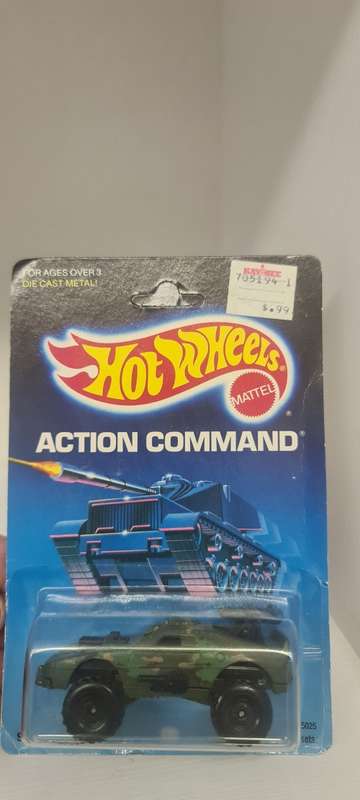 FOR AGES OVER 3
DIE CAST METAL!
KAY-BEE
705194 1
$.99
HOT WHEELS
MATTEL
ACTION COMMAND
5025